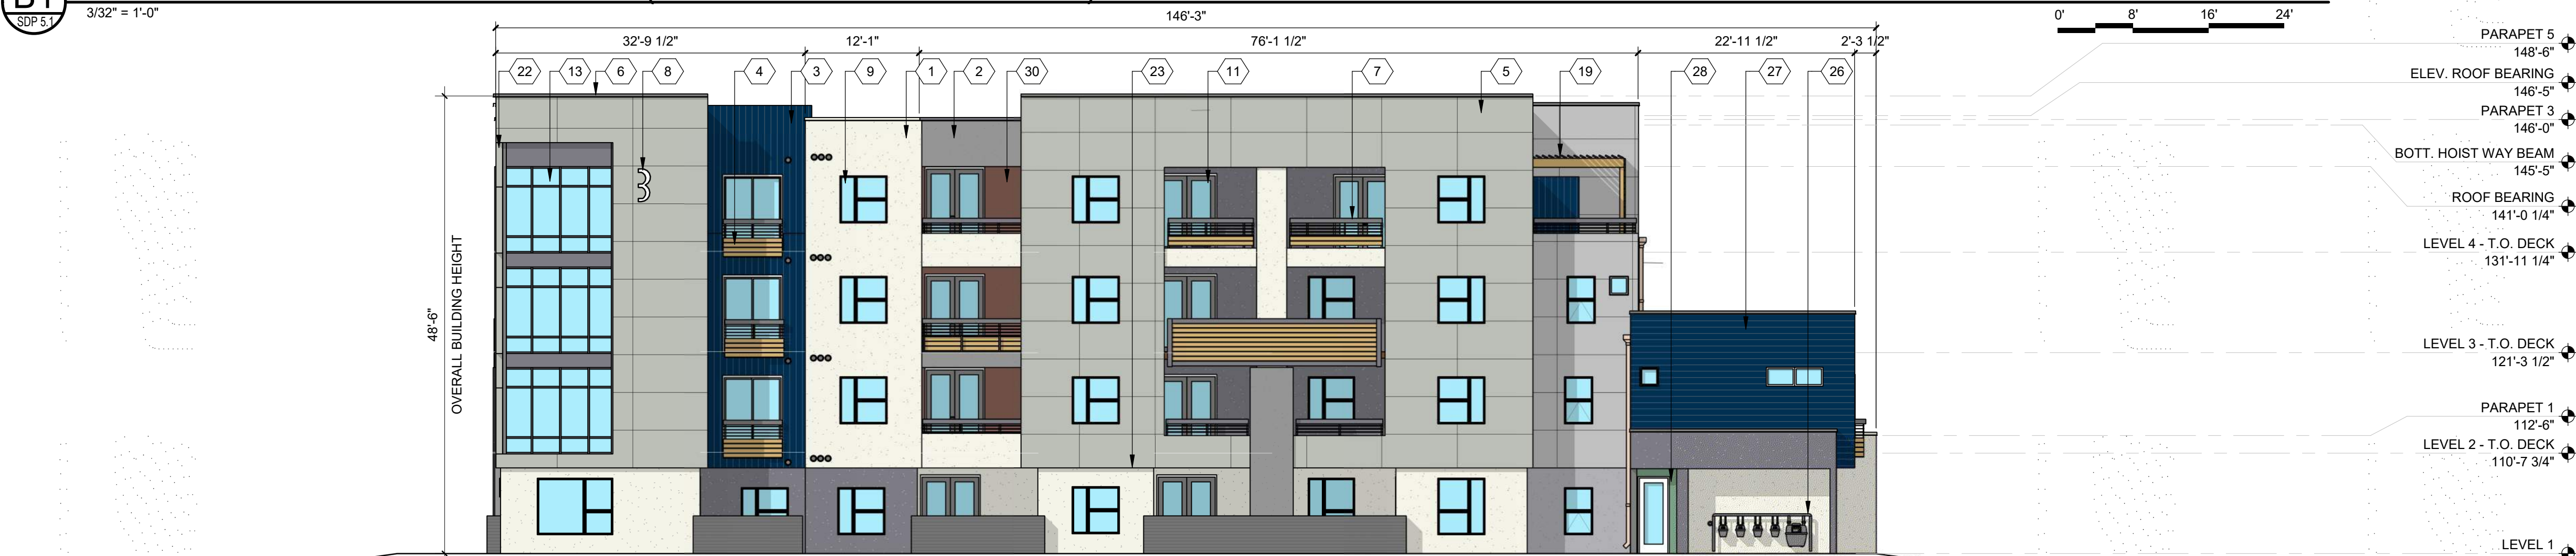 B1
SDP 5.1
3/32" = 1'-0"
146'-3"
0' 8' 16' 24'
32'-9 1/2" 12'-1" 76'-1 1/2" 22'-11 1/2" 2'-3 1/2"
22 13 6 8 4 3 9 1 2 30 23 11 7 5 19 28 27 26
PARAPET 5
148'-6"
ELEV. ROOF BEARING
146'-5"
PARAPET 3
146'-0"
BOTT. HOIST WAY BEAM
145'-5"
ROOF BEARING
141'-0 1/4"
LEVEL 4 - T.O. DECK
131'-11 1/4"
LEVEL 3 - T.O. DECK
121'-3 1/2"
PARAPET 1
112'-6"
LEVEL 2 - T.O. DECK
110'-7 3/4"
LEVEL 1
48'-6"
OVERALL BUILDING HEIGHT
3